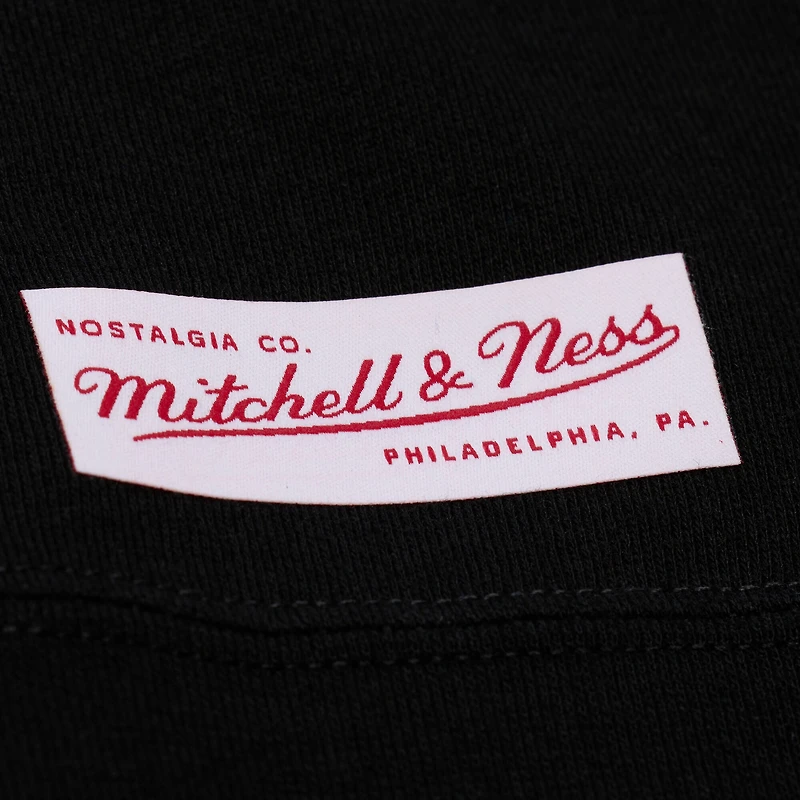 NOSTALGIA CO.
Mitchell & Ness
PHILADELPHIA, PA.